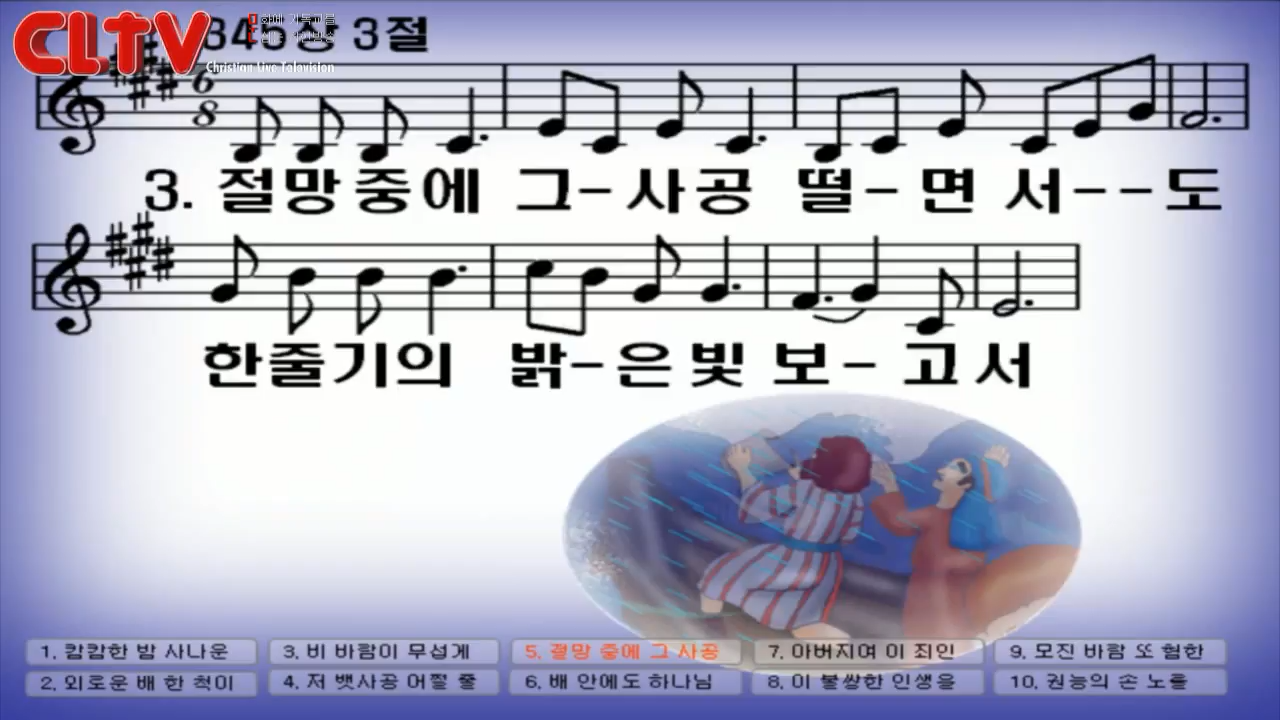 CLTV
345장 3절
Christian Live Television
6
8
3. 절망중에 그-사공 떨-면 서--도
한줄기의 밝-은빛 보-고서
1. 캄캄한 밤 사나운
3. 비 바람이 무섭게
5. 절망 중에 그 사공
7. 아버지여 이 죄인
9. 모진 바람 또 험한
2. 외로운 배 한 척이
4. 저 뱃사공 어쩔 줄
6. 배 안에도 하나님
8. 이 불쌍한 인생을
10. 권능의 손 노를